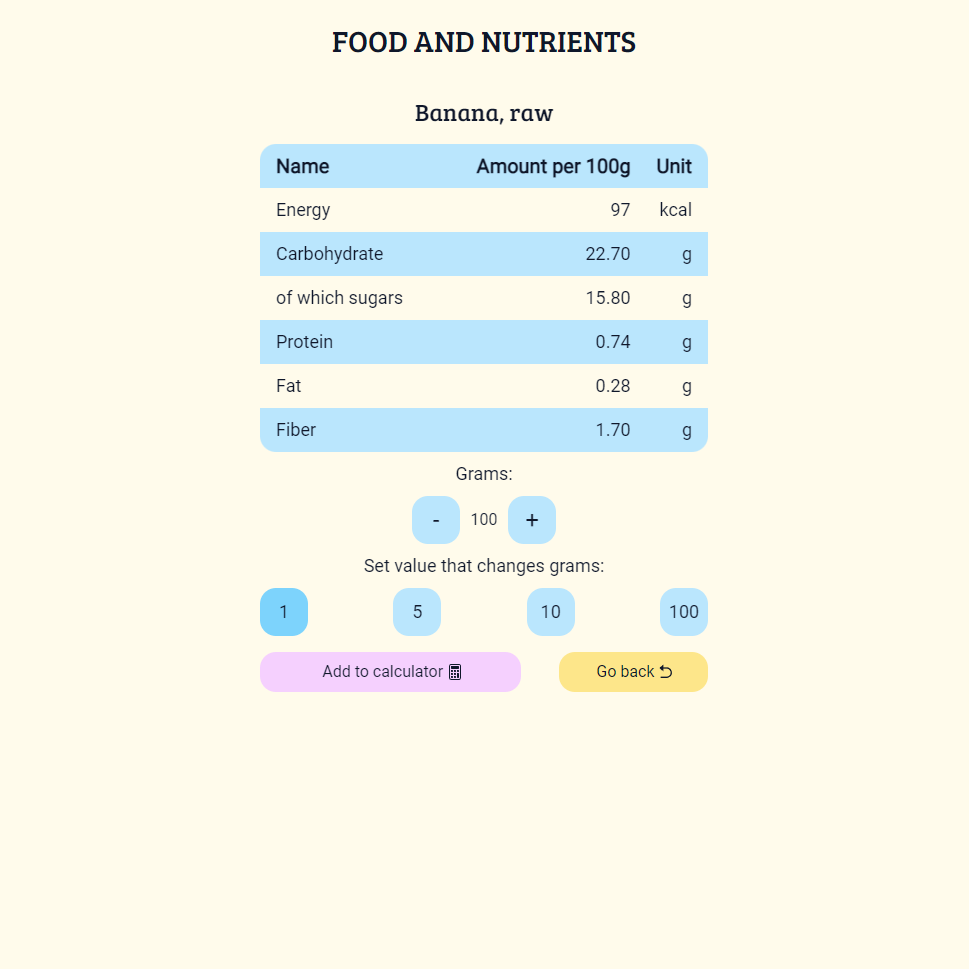 FOOD AND NUTRIENTS
Banana, raw
Name Amount per 100g Unit
Energy 97 kcal
Carbohydrate 22.70 g
of which sugars 15.80 g
Protein 0.74 g
Fat 0.28 g
Fiber 1.70 g
Grams:
- 100 +
Set value that changes grams:
1 5 10 100
Add to calculator Go back